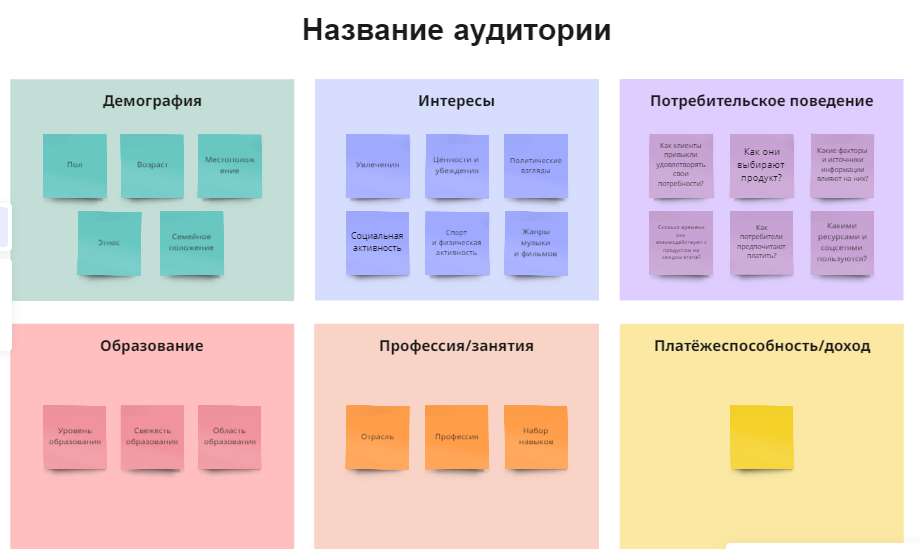 Название аудитории
Демография
Пол
Возраст
Местополож
ение
Этнос
Семейное
положение
Интересы
Увлечения
Ценности и
убеждения
Политические
взгляды
Социальная
активность
Спорт
и физическая
активность
Жанры
музыки
и фильмов
Потребительское поведение
Как клиенты
привыкли
удовлетворять
свои
потребности?
Как они
выбирают
продукт?
Какие факторы
и источники
информации
влияют на них?
Сколько времени
они
взаимодействуют с
продуктом на
каждом этапе?
Как
потребители
предпочитают
платить?
Какими
ресурсами и
соцсетями
пользуются?
Образование
Уровень
образования
Свежесть
образования
Область
образования
Профессия/занятия
Отрасль
Профессия
Набор
навыков
Платёжеспособность/доход